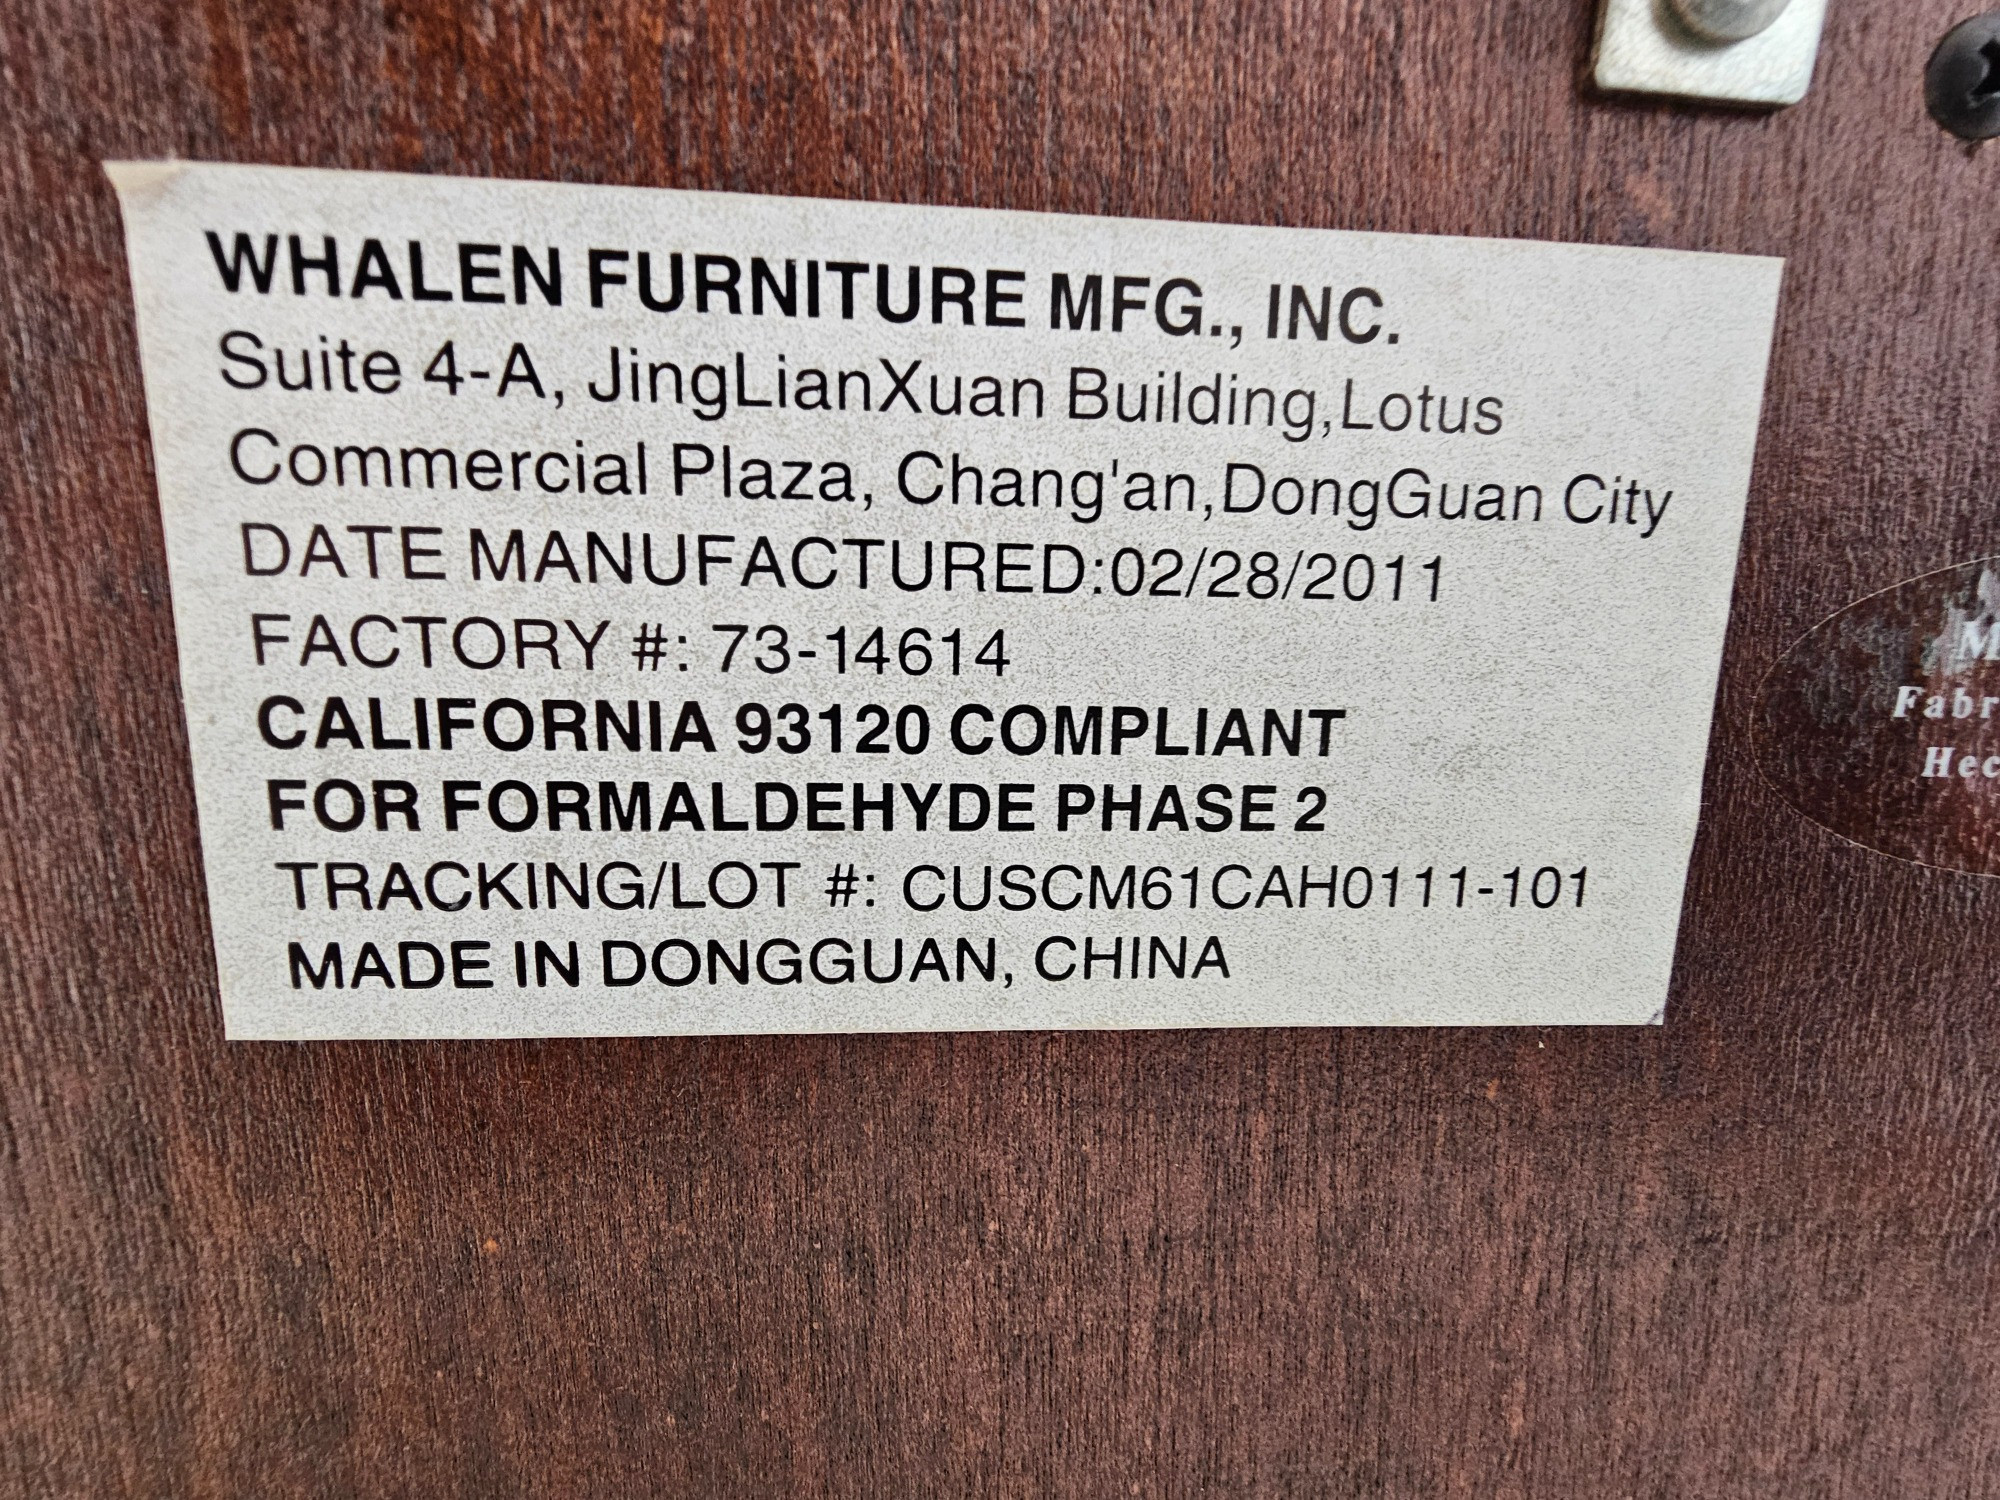 WHALEN FURNITURE MFG., INC.
Suite 4-A, JingLianXuan Building,Lotus
Commercial Plaza, Chang'an,DongGuan City
DATE MANUFACTURED:02/28/2011
FACTORY #: 73-14614
CALIFORNIA 93120 COMPLIANT
FOR FORMALDEHYDE PHASE 2
TRACKING/LOT #: CUSCM61CAH0111-101
MADE IN DONGGUAN, CHINA